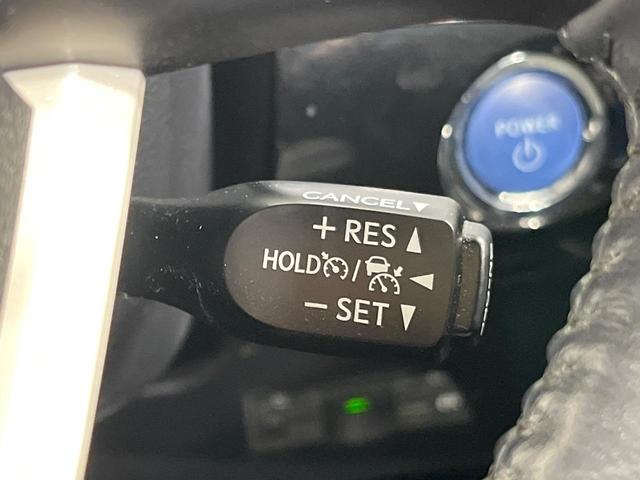 POWER
CANCEL▼
+ RES ▲
HOLD / ◀
− SET ▼